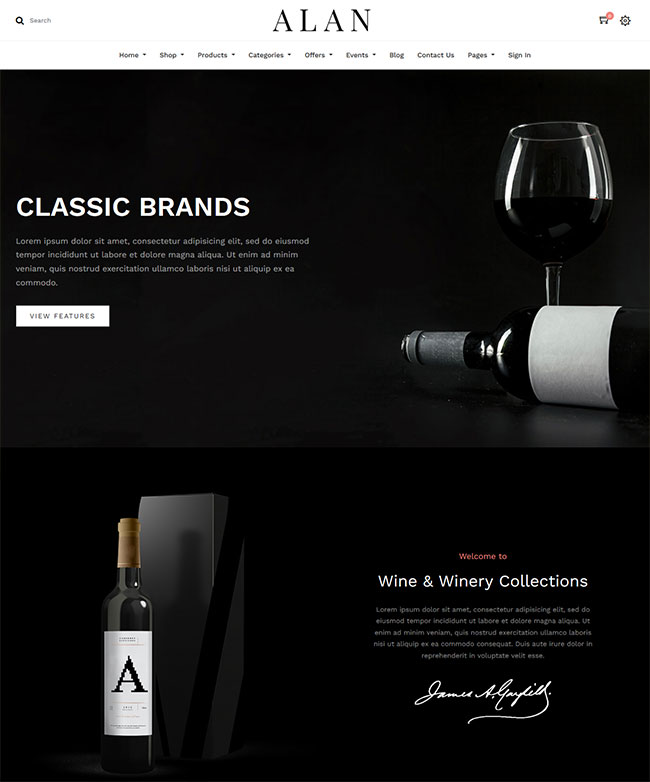 Search
ALAN
Home Shop Products Categories Offers Events Blog Contact Us Pages Sign In
CLASSIC BRANDS
Lorem ipsum dolor sit amet, consectetur adipisicing elit, sed do eiusmod
tempor incididunt ut labore et dolore magna aliqua. Ut enim ad minim
veniam, quis nostrud exercitation ullamco laboris nisi ut aliquip ex ea
commodo.
VIEW FEATURES
Welcome to
Wine & Winery Collections
Lorem ipsum dolor sit amet, consectetur adipisicing elit, sed do
eiusmod tempor incididunt ut labore et dolore magna aliqua. Ut
enim ad minim veniam, quis nostrud exercitation ullamco laboris
nisi ut aliquip ex ea commodo consequat. Duis aute irure dolor in
reprehenderit in voluptate velit esse.
A
James A. Garfield.